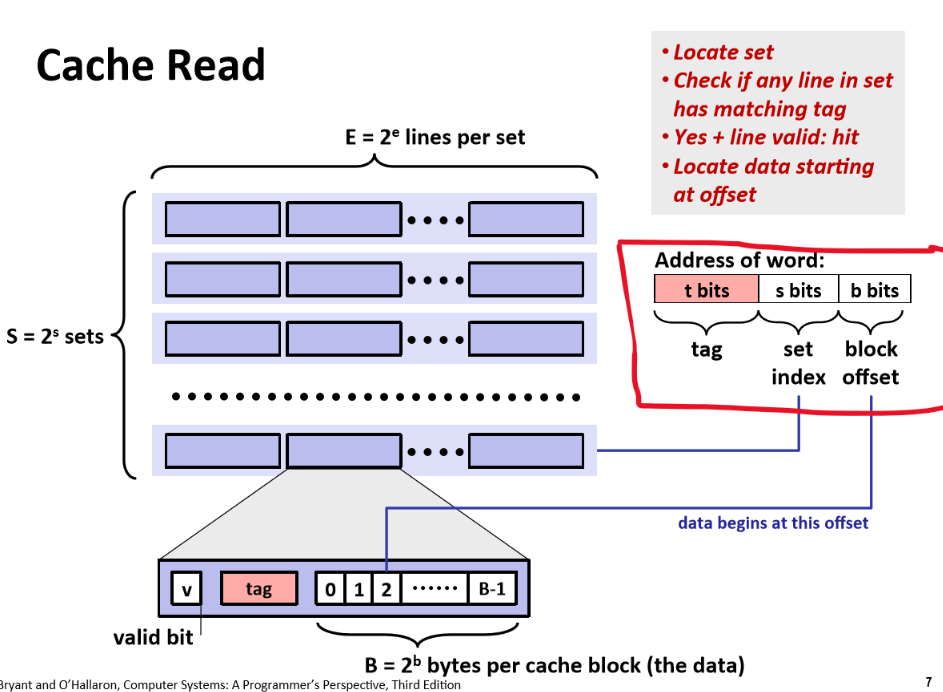 Cache Read
• Locate set
• Check if any line in set
has matching tag
• Yes + line valid: hit
• Locate data starting
at offset
E = 2ᵉ lines per set
S = 2ˢ sets
Address of word:
t bits s bits b bits
tag set block
index offset
data begins at this offset
v tag 0 1 2 •••••• B-1
valid bit
B = 2ᵇ bytes per cache block (the data)
Bryant and O’Hallaron, Computer Systems: A Programmer’s Perspective, Third Edition
7